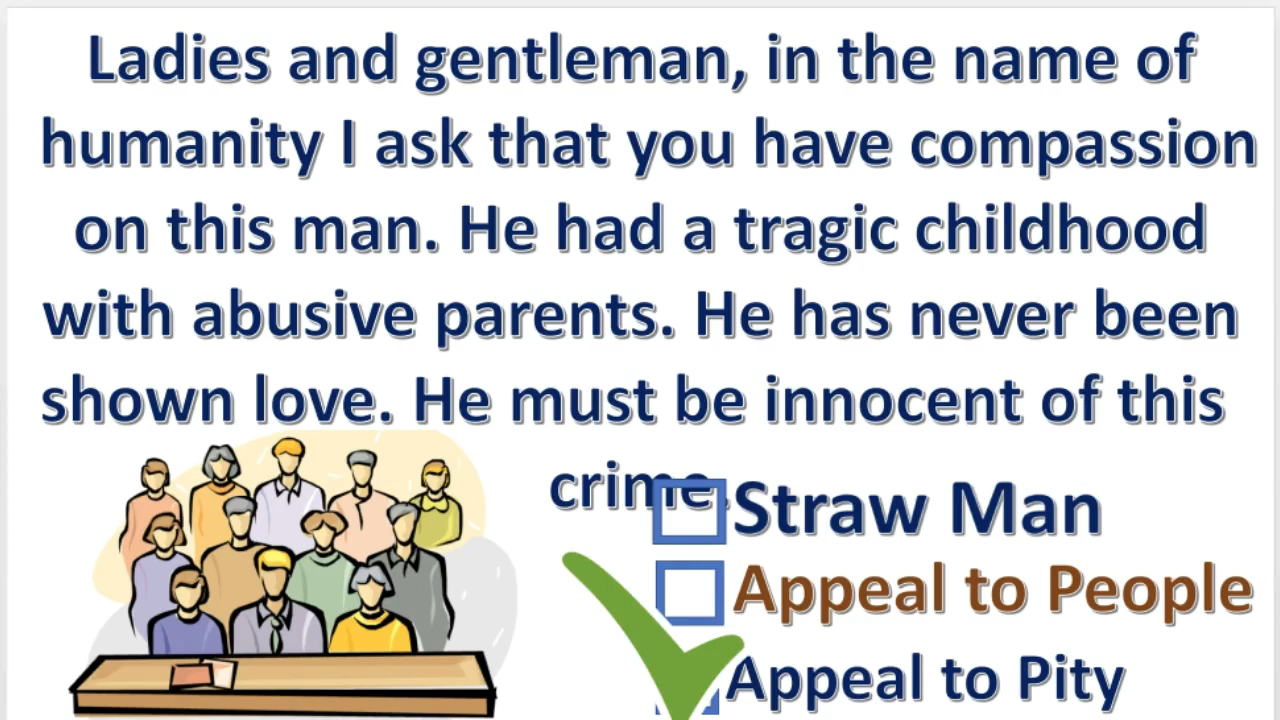 Ladies and gentleman, in the name of
humanity I ask that you have compassion
on this man. He had a tragic childhood
with abusive parents. He has never been
shown love. He must be innocent of this
crime.
Straw Man
Appeal to People
Appeal to Pity